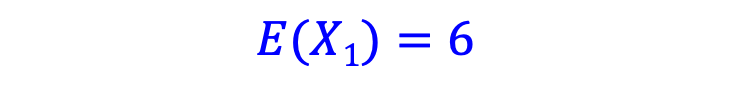 E(X₁) = 6